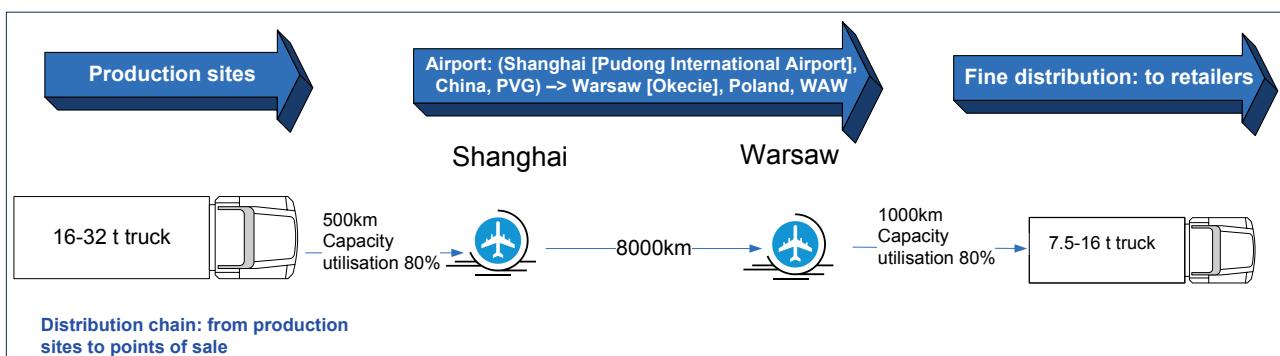 Production sites
Airport: (Shanghai [Pudong International Airport],
China, PVG) –> Warsaw [Okecie], Poland, WAW
Fine distribution: to retailers
Shanghai
Warsaw
16-32 t truck
500km
Capacity
utilisation 80%
8000km
1000km
Capacity
utilisation 80%
7.5-16 t truck
Distribution chain: from production
sites to points of sale